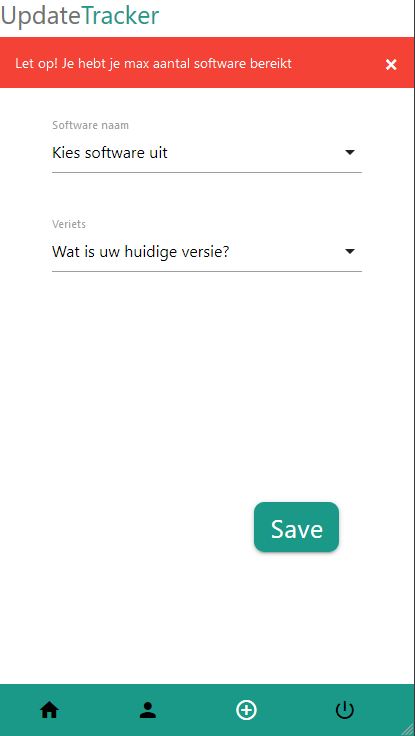 UpdateTracker
Let op! Je hebt je max aantal software bereikt
Software naam
Kies software uit
Veriets
Wat is uw huidige versie?
Save